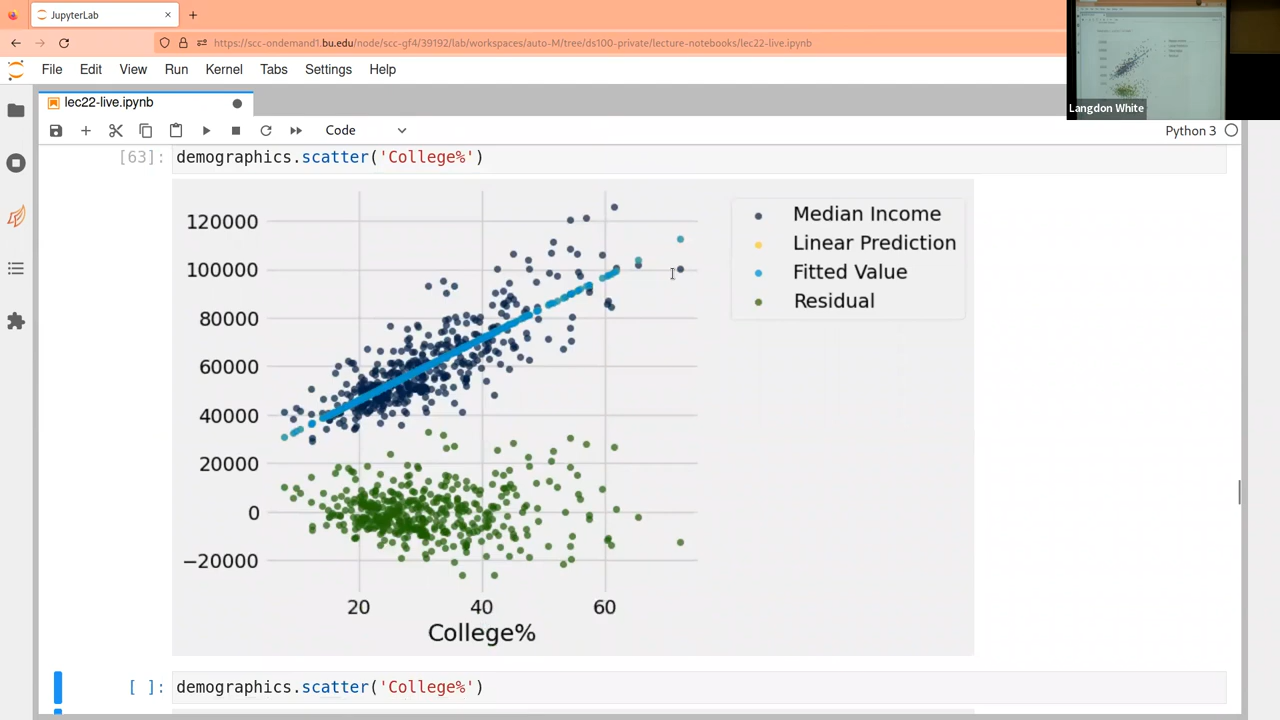 JupyterLab
https://scc-ondemand1.bu.edu/node/scc-gf4/39192/lab/workspaces/auto-M/tree/ds100-private/lecture-notebooks/lec22-live.ipynb
File Edit View Run Kernel Tabs Settings Help
Langdon White
lec22-live.ipynb
Code
Python 3
[63]: demographics.scatter('College%')
120000
100000
80000
60000
40000
20000
0
−20000
20 40 60
College%
Median Income
Linear Prediction
Fitted Value
Residual
[ ]: demographics.scatter('College%')